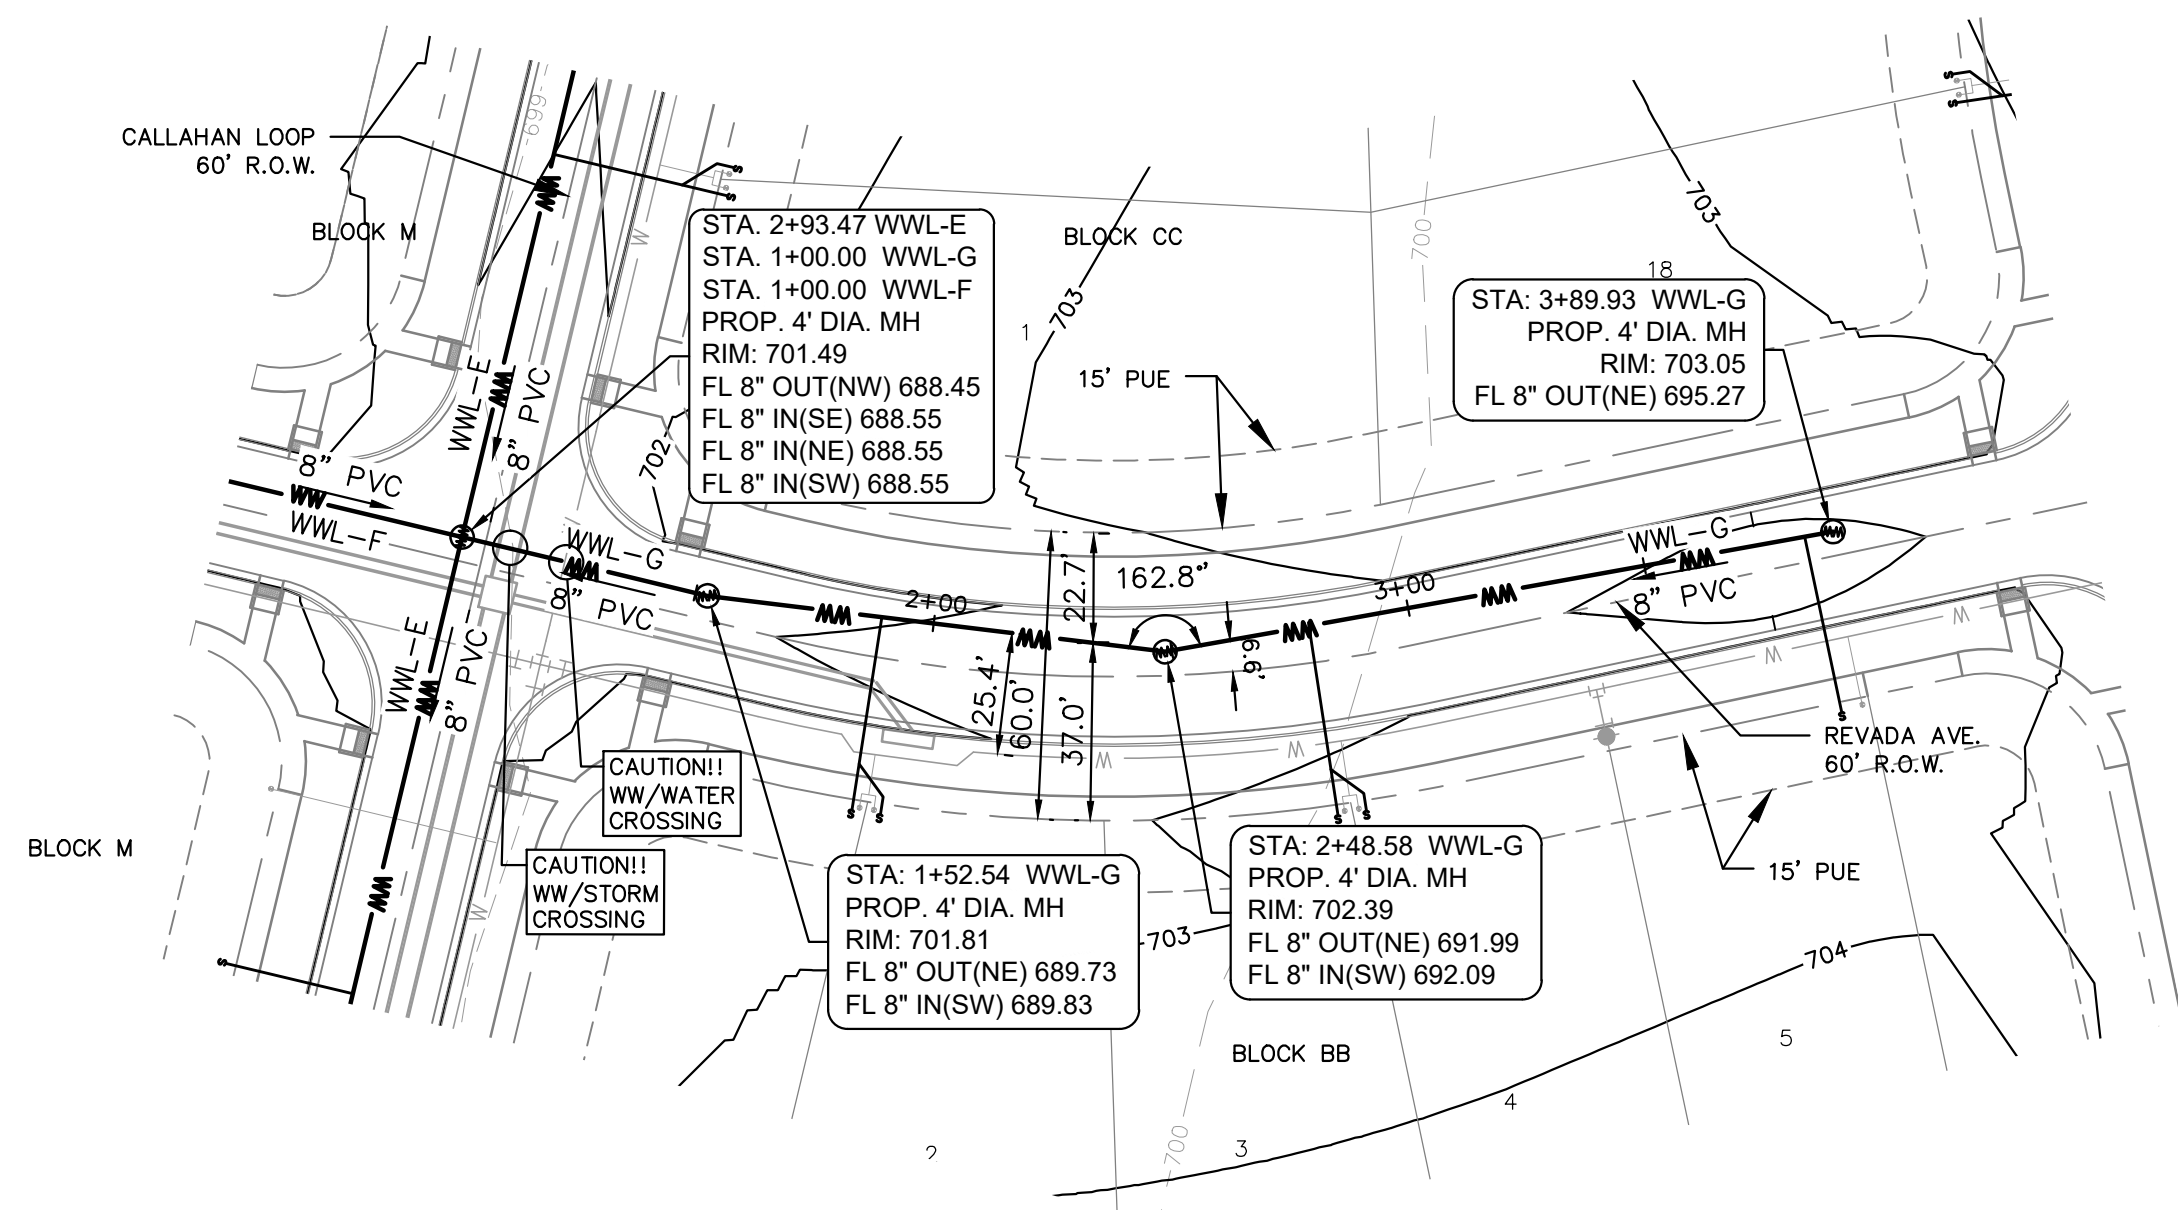 -699-
CALLAHAN LOOP
60' R.O.W.
BLOCK M
W
STA. 2+93.47 WWL-E
STA. 1+00.00 WWL-G
STA. 1+00.00 WWL-F
PROP. 4' DIA. MH
RIM: 701.49
FL 8" OUT(NW) 688.45
FL 8" IN(SE) 688.55
FL 8" IN(NE) 688.55
FL 8" IN(SW) 688.55
BLOCK CC
703
1
15' PUE
700
703
18
STA: 3+89.93 WWL-G
PROP. 4' DIA. MH
RIM: 703.05
FL 8" OUT(NE) 695.27
WWL-E
8" PVC
702
8" PVC
WWL-F
WWL-G
8" PVC
2+00
22.7'
162.8°'
3+00
WWL-G
8" PVC
6.6'
25.4'
60.0'
37.0'
WWL-E
8" PVC
W
W
W
W
REVADA AVE.
60' R.O.W.
15' PUE
CAUTION!!
WW/WATER
CROSSING
CAUTION!!
WW/STORM
CROSSING
W
BLOCK M
S
S
S
S
S
S
S
S
S
S
STA: 1+52.54 WWL-G
PROP. 4' DIA. MH
RIM: 701.81
FL 8" OUT(NE) 689.73
FL 8" IN(SW) 689.83
703
STA: 2+48.58 WWL-G
PROP. 4' DIA. MH
RIM: 702.39
FL 8" OUT(NE) 691.99
FL 8" IN(SW) 692.09
704
BLOCK BB
5
4
3
2
700